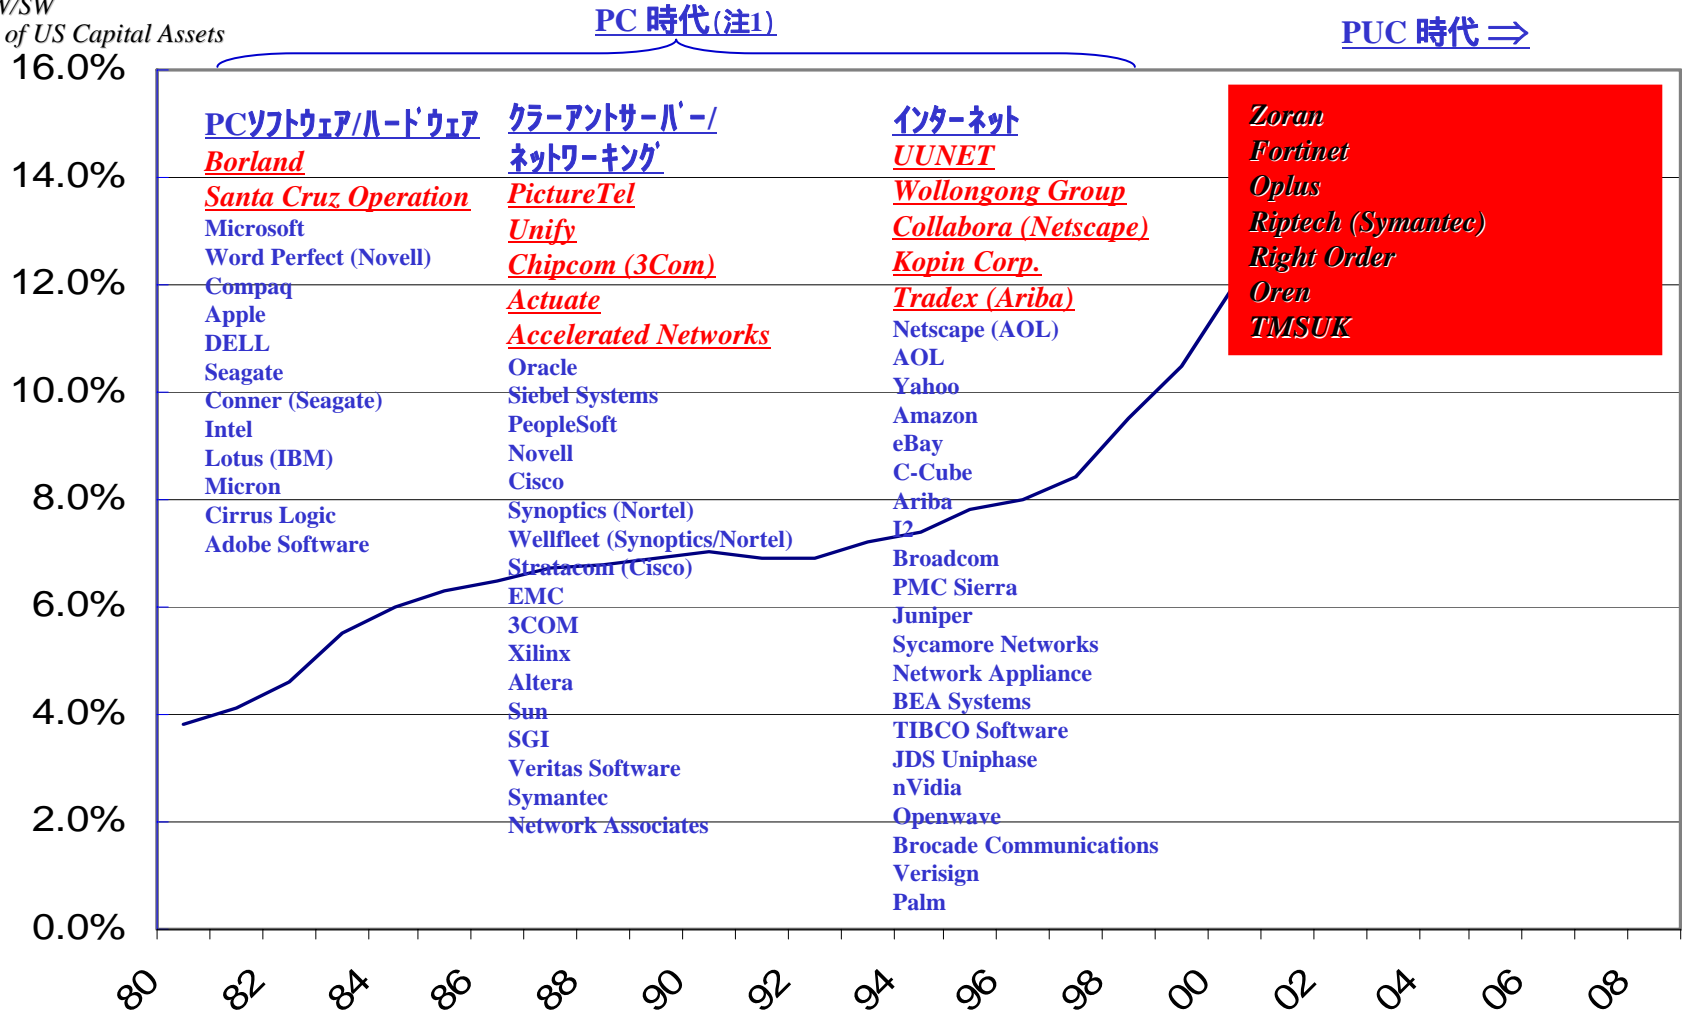 of US Capital Assets
PC 時代(注1)
PUC 時代 ⇒
16.0%
14.0%
12.0%
10.0%
8.0%
6.0%
4.0%
2.0%
0.0%
PCソフトウェア/ハードウェア
Borland
Santa Cruz Operation
Microsoft
Word Perfect (Novell)
Compaq
Apple
DELL
Seagate
Conner (Seagate)
Intel
Lotus (IBM)
Micron
Cirrus Logic
Adobe Software
クラーアントサーバー/
ネットワーキング
PictureTel
Unify
Chipcom (3Com)
Actuate
Accelerated Networks
Oracle
Siebel Systems
PeopleSoft
Novell
Cisco
Synoptics (Nortel)
Wellfleet (Synoptics/Nortel)
Stratacom (Cisco)
EMC
3COM
Xilinx
Altera
Sun
SGI
Veritas Software
Symantec
Network Associates
インターネット
UUNET
Wollongong Group
Collabora (Netscape)
Kopin Corp.
Tradex (Ariba)
Netscape (AOL)
AOL
Yahoo
Amazon
eBay
C-Cube
Ariba
I2
Broadcom
PMC Sierra
Juniper
Sycamore Networks
Network Appliance
BEA Systems
TIBCO Software
JDS Uniphase
nVidia
Openwave
Brocade Communications
Verisign
Palm
Zoran
Fortinet
Oplus
Riptech (Symantec)
Right Order
Oren
TMSUK
80 82 84 86 88 90 92 94 96 98 00 02 04 06 08